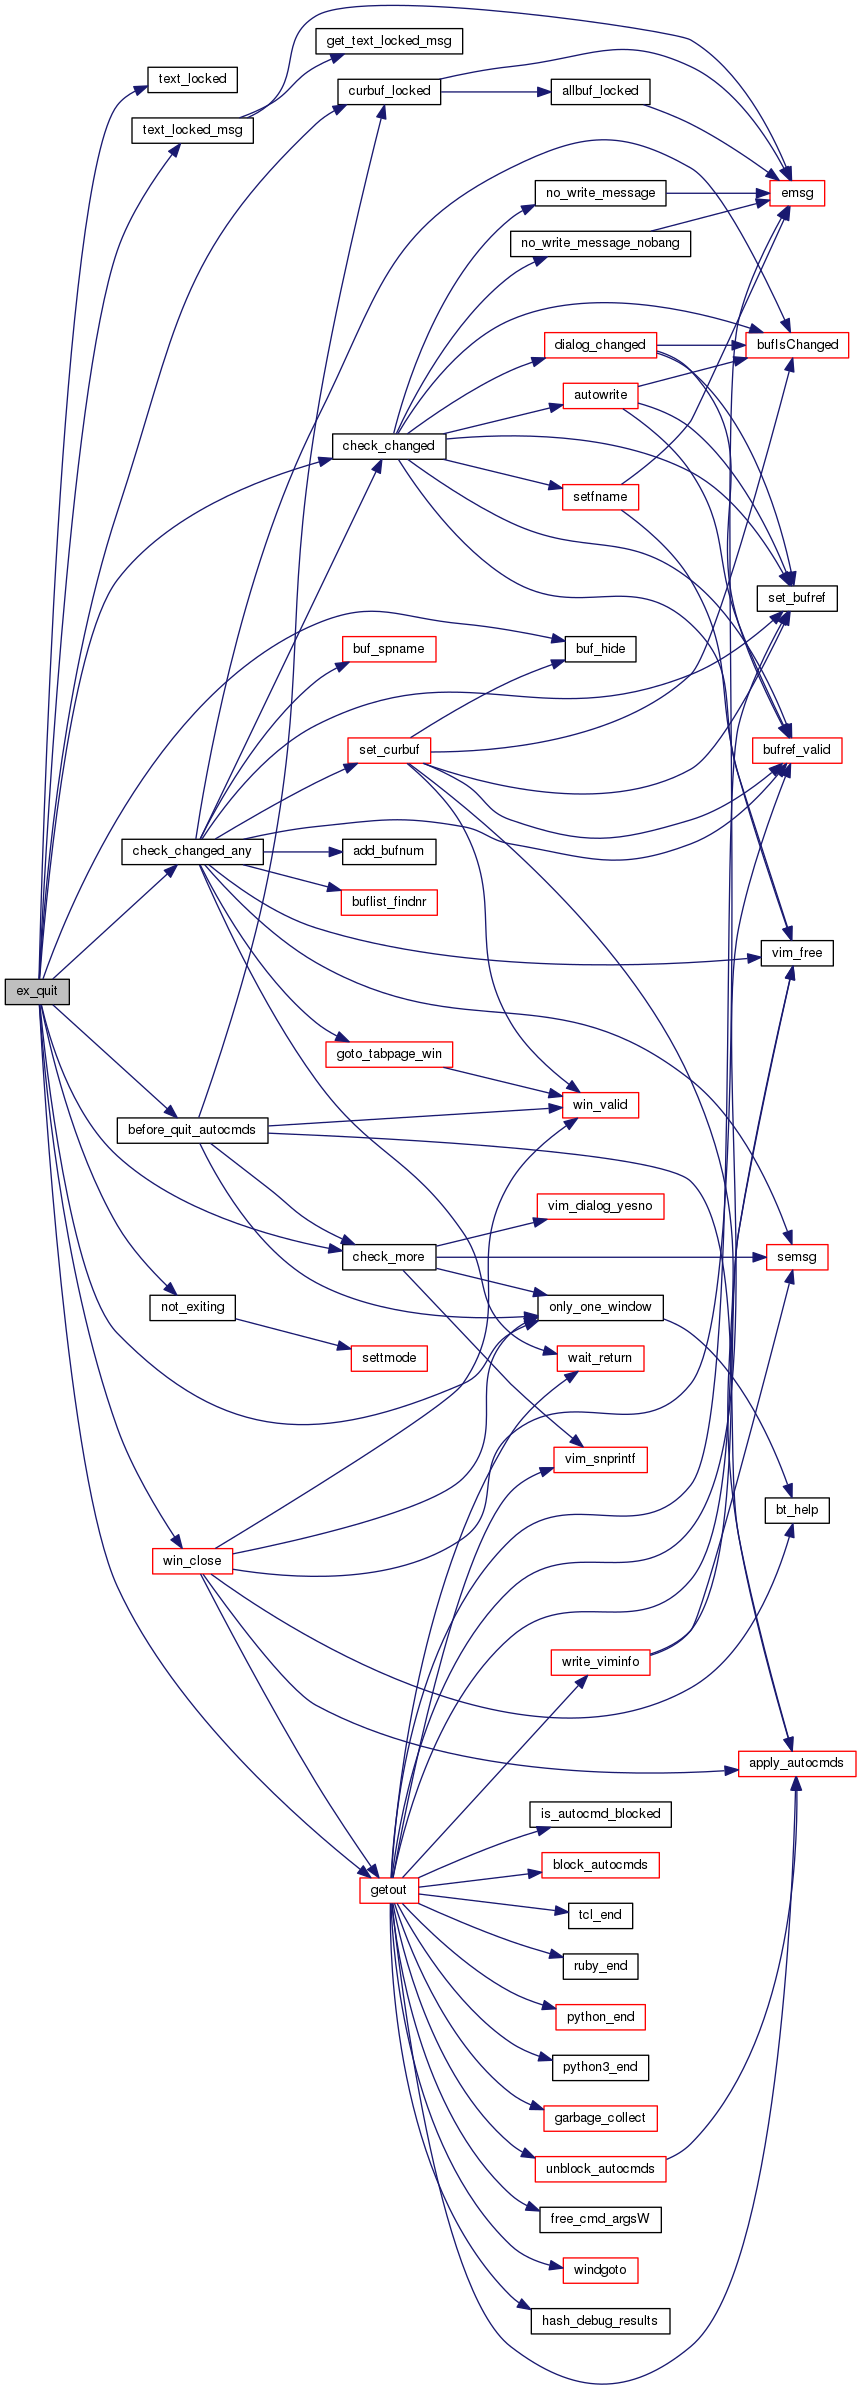 get_text_locked_msg
text_locked
curbuf_locked
allbuf_locked
text_locked_msg
emsg
no_write_message
no_write_message_nobang
dialog_changed
bufIsChanged
autowrite
check_changed
setfname
set_bufref
buf_spname
buf_hide
set_curbuf
bufref_valid
check_changed_any
add_bufnum
buflist_findnr
vim_free
ex_quit
goto_tabpage_win
win_valid
before_quit_autocmds
vim_dialog_yesno
check_more
semsg
not_exiting
only_one_window
settmode
wait_return
vim_snprintf
bt_help
win_close
write_viminfo
apply_autocmds
is_autocmd_blocked
block_autocmds
getout
tcl_end
ruby_end
python_end
python3_end
garbage_collect
unblock_autocmds
free_cmd_argsW
windgoto
hash_debug_results